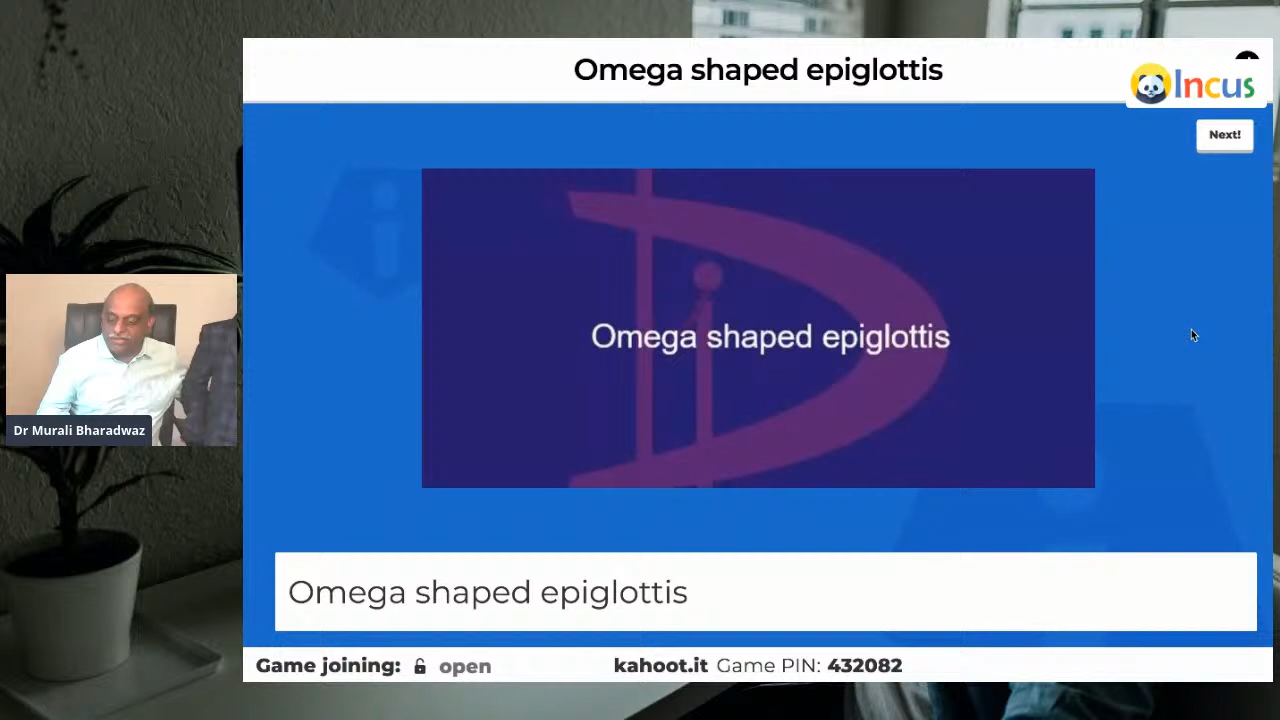 Omega shaped epiglottis
Incus
Next!
Omega shaped epiglottis
Dr Murali Bharadwaz
Omega shaped epiglottis
Game joining: open kahoot.it Game PIN: 432082